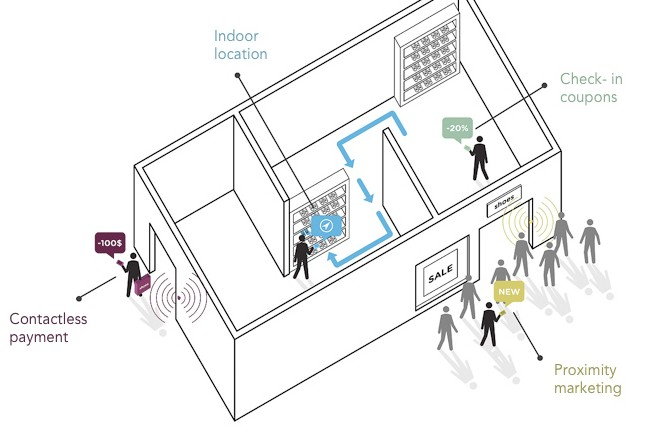 Indoor
location
Check- in
coupons
-20%
shoes
-100$
SALE
NEW
Contactless
payment
Proximity
marketing